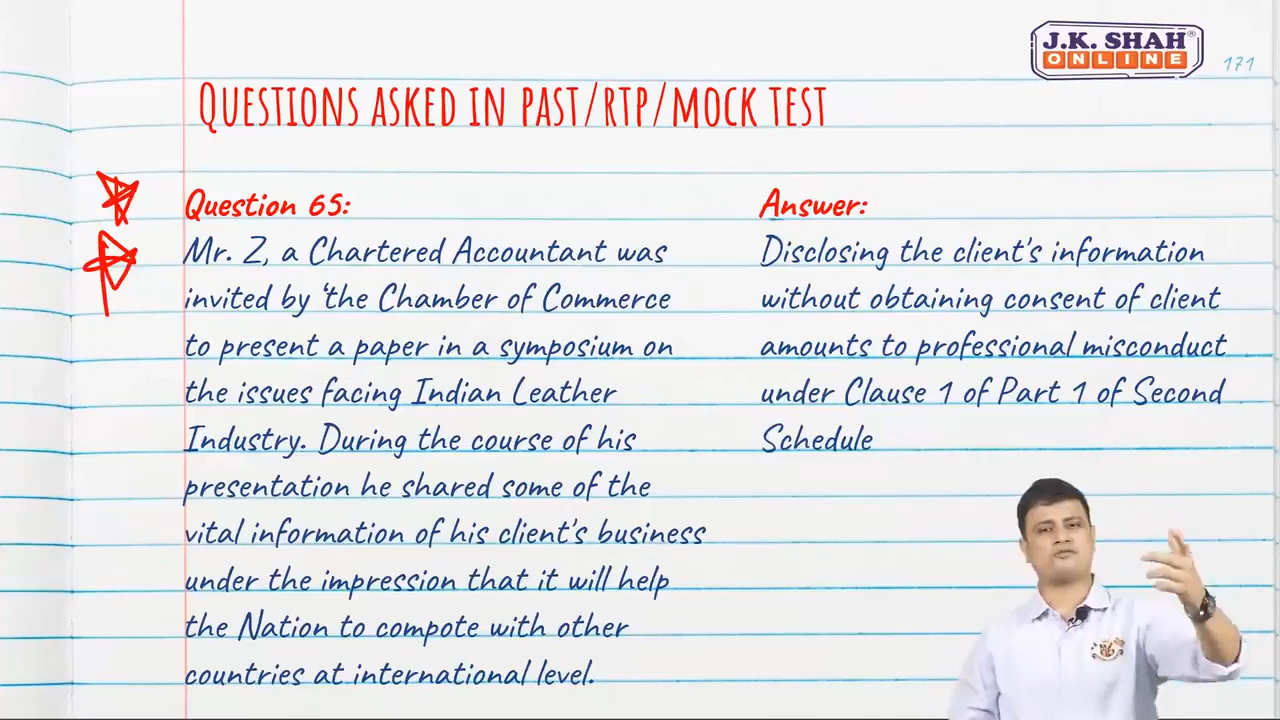 J.K. SHAH®
ONLINE
171
QUESTIONS ASKED IN PAST/RTP/MOCK TEST
Question 65:
Mr. Z, a Chartered Accountant was
invited by ‘the Chamber of Commerce
to present a paper in a symposium on
the issues facing Indian Leather
Industry. During the course of his
presentation he shared some of the
vital information of his client's business
under the impression that it will help
the Nation to compote with other
countries at international level.
Answer:
Disclosing the client's information
without obtaining consent of client
amounts to professional misconduct
under Clause 1 of Part 1 of Second
Schedule